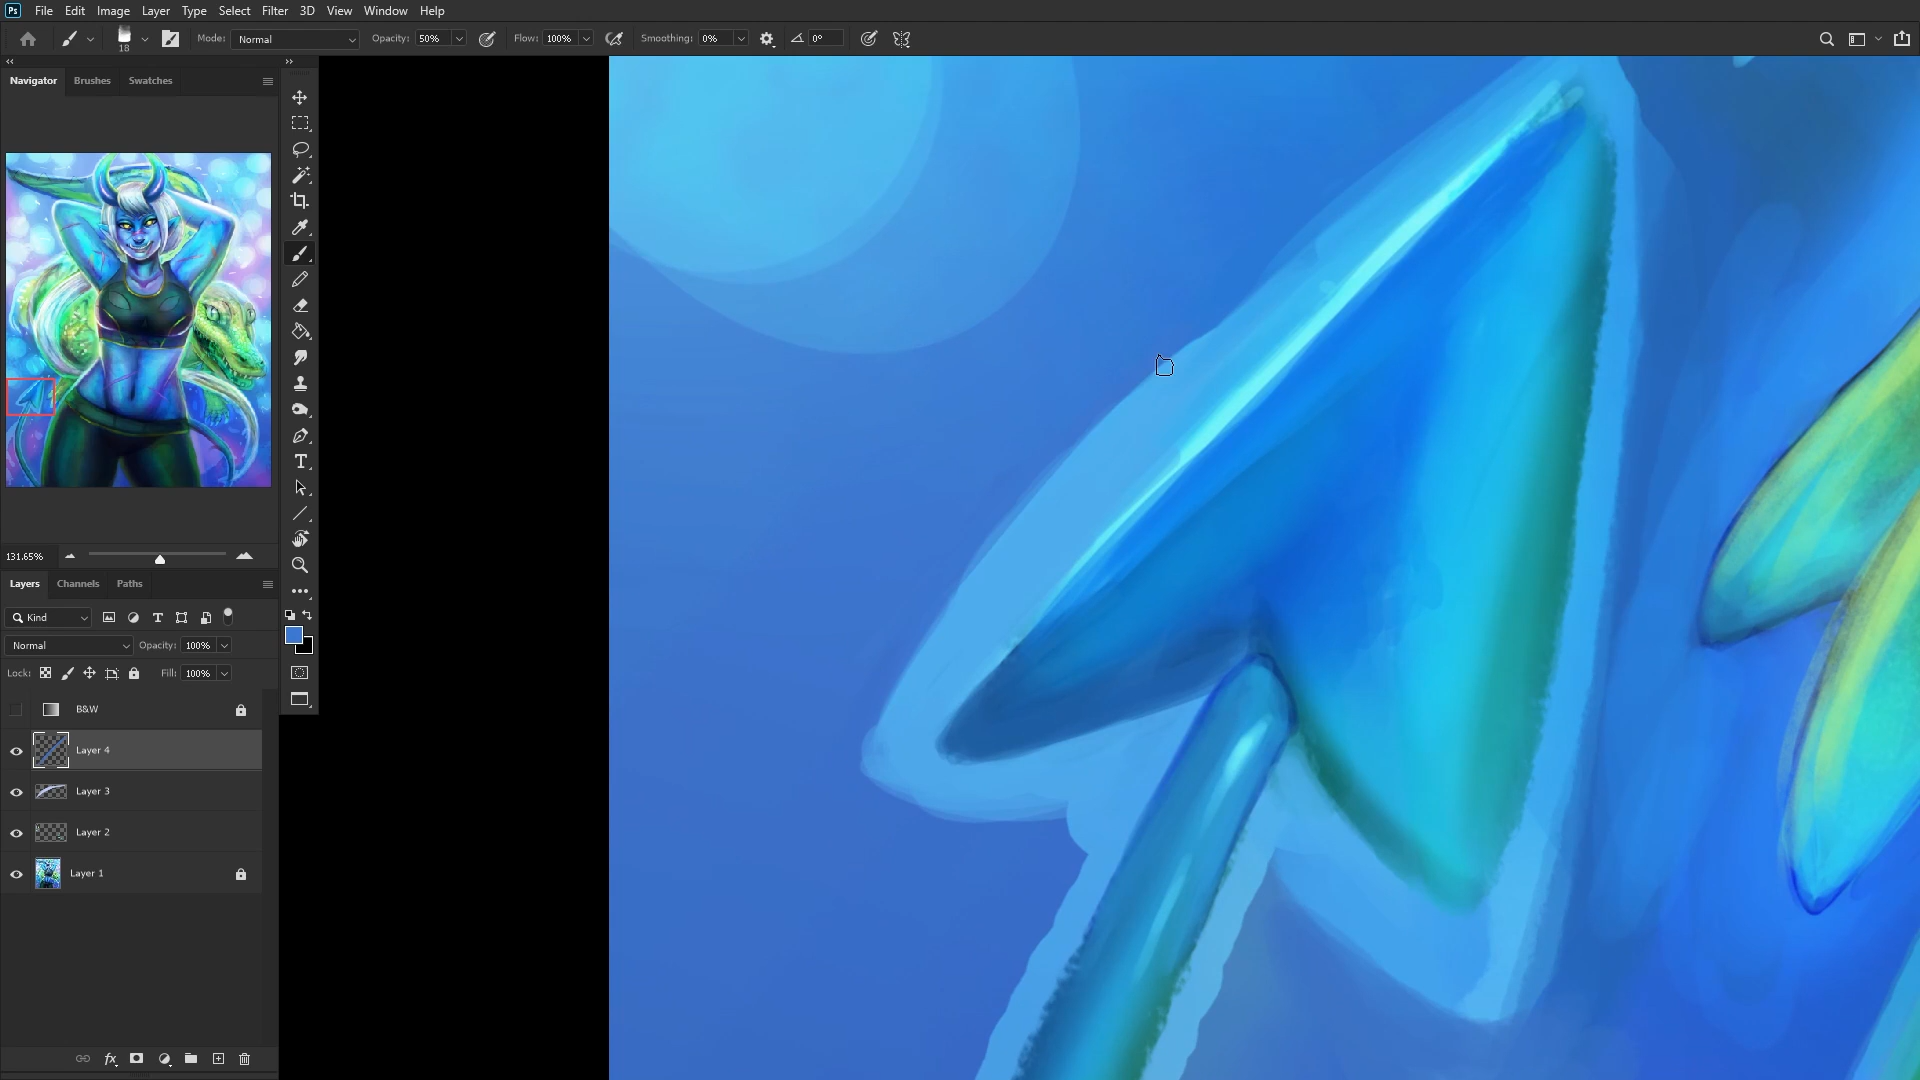 Ps File Edit Image Layer Type Select Filter 3D View Window Help
18 Mode: Normal Opacity: 50% Flow: 100% Smoothing: 0% 0°
Navigator Brushes Swatches
131.65%
Layers Channels Paths
Kind
Normal Opacity: 100%
Lock: Fill: 100%
B&W
Layer 4
Layer 3
Layer 2
Layer 1
fx